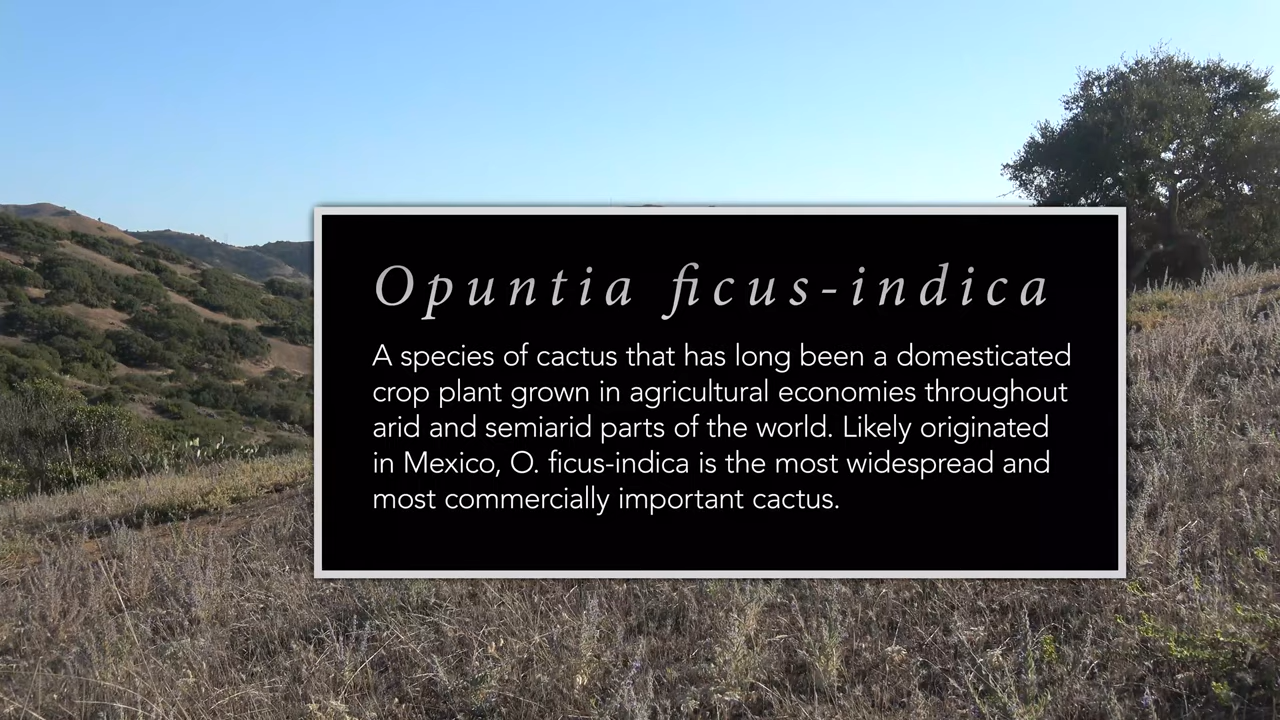 Opuntia ficus-indica
A species of cactus that has long been a domesticated
crop plant grown in agricultural economies throughout
arid and semiarid parts of the world. Likely originated
in Mexico, O. ficus-indica is the most widespread and
most commercially important cactus.